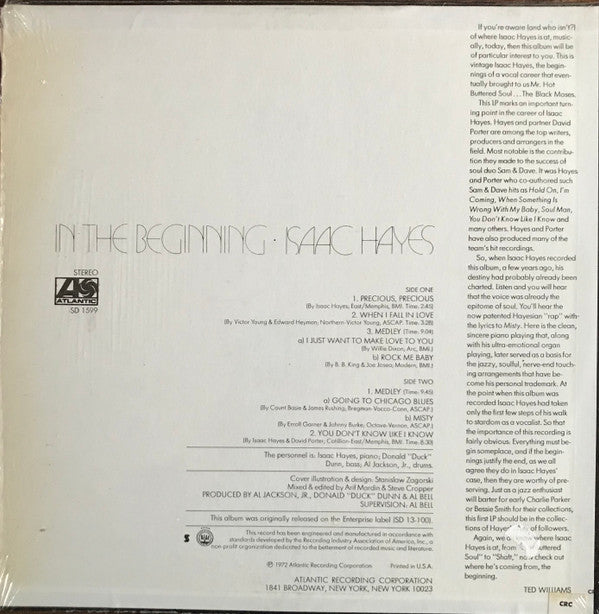 IN THE BEGINNING · ISAAC HAYES
STEREO
ATLANTIC
SD 1599
SIDE ONE
1. PRECIOUS, PRECIOUS
(By Isaac Hayes; East/Memphis, BMI. Time: 2:45)
2. WHEN I FALL IN LOVE
(By Victor Young & Edward Heyman; Northern-Victor Young, ASCAP. Time: 3:28)
3. MEDLEY (Time: 9:04)
a) I JUST WANT TO MAKE LOVE TO YOU
(By Willie Dixon; Arc, BMI.)
b) ROCK ME BABY
(By B. B. King & Joe Josea; Modern, BMI.)
SIDE TWO
1. MEDLEY (Time: 9:45)
a) GOING TO CHICAGO BLUES
(By Count Basie & James Rushing; Bregman-Vocco-Conn, ASCAP.)
b) MISTY
(By Erroll Garner & Johnny Burke; Octave-Vernon, ASCAP.)
2. YOU DON'T KNOW LIKE I KNOW
(By Isaac Hayes & David Porter; Cotillion-East/Memphis, BMI. Time: 8:30)
The personnel is: Isaac Hayes, piano; Donald "Duck"
Dunn, bass; Al Jackson, Jr., drums.
Cover illustration & design: Stanislaw Zagorski
Mixed & edited by Arif Mardin & Steve Cropper
PRODUCED BY AL JACKSON, JR., DONALD "DUCK" DUNN & AL BELL
SUPERVISION: AL BELL
This album was originally released on the Enterprise label (SD 13-100).
S
This record has been engineered and manufactured in accordance with
standards developed by the Recording Industry Association of America, Inc., a
non-profit organization dedicated to the betterment of recorded music and literature.
℗ 1972 Atlantic Recording Corporation Printed in U.S.A.
ATLANTIC RECORDING CORPORATION
1841 BROADWAY, NEW YORK, NEW YORK 10023
If you're aware (and who isn't?)
of where Isaac Hayes is at, music-
ally, today, then this album will be
of particular interest to you. This is
vintage Isaac Hayes, the begin-
nings of a vocal career that even-
tually brought to us Mr. Hot
Buttered Soul...The Black Moses.
This LP marks an important turn-
ing point in the career of Isaac
Hayes. Hayes and partner David
Porter are among the top writers,
producers and arrangers in the
field. Most notable is the contribu-
tion they made to the success of
soul duo Sam & Dave. It was Hayes
and Porter who co-authored such
Sam & Dave hits as Hold On, I'm
Coming, When Something Is
Wrong With My Baby, Soul Man,
You Don't Know Like I Know and
many others. Hayes and Porter
have also produced many of the
team's hit recordings.
So, when Isaac Hayes recorded
this album, a few years ago, his
destiny had probably already been
charted. Listen and you will hear
that the voice was already the
epitome of soul. You'll hear the
now patented Hayesian "rap" with
the lyrics to Misty. Here is the clean,
sincere piano playing that, along
with his ultra-emotional organ
playing, later served as a basis for
the jazzy, soulful, nerve-end touch-
ing arrangements that have be-
come his personal trademark. At
the point when this album was
recorded Isaac Hayes had taken
only the first few steps of his walk
to stardom as a vocalist. So that
the importance of this recording is
fairly obvious. Everything must be-
gin someplace, and if the begin-
nings justify the end, as we all
agree they do in Isaac Hayes'
case, then they are worthy of pre-
serving. Just as a jazz enthusiast
will barter for early Charlie Parker
or Bessie Smith for their collections,
this first LP should be in the collec-
tions of Hayes of followers.
Again, we know where Isaac
Hayes is at, from Buttered
Soul" to "Shaft," now check out
where he's coming from, the
beginning.
TED WILLIAMS
CRC